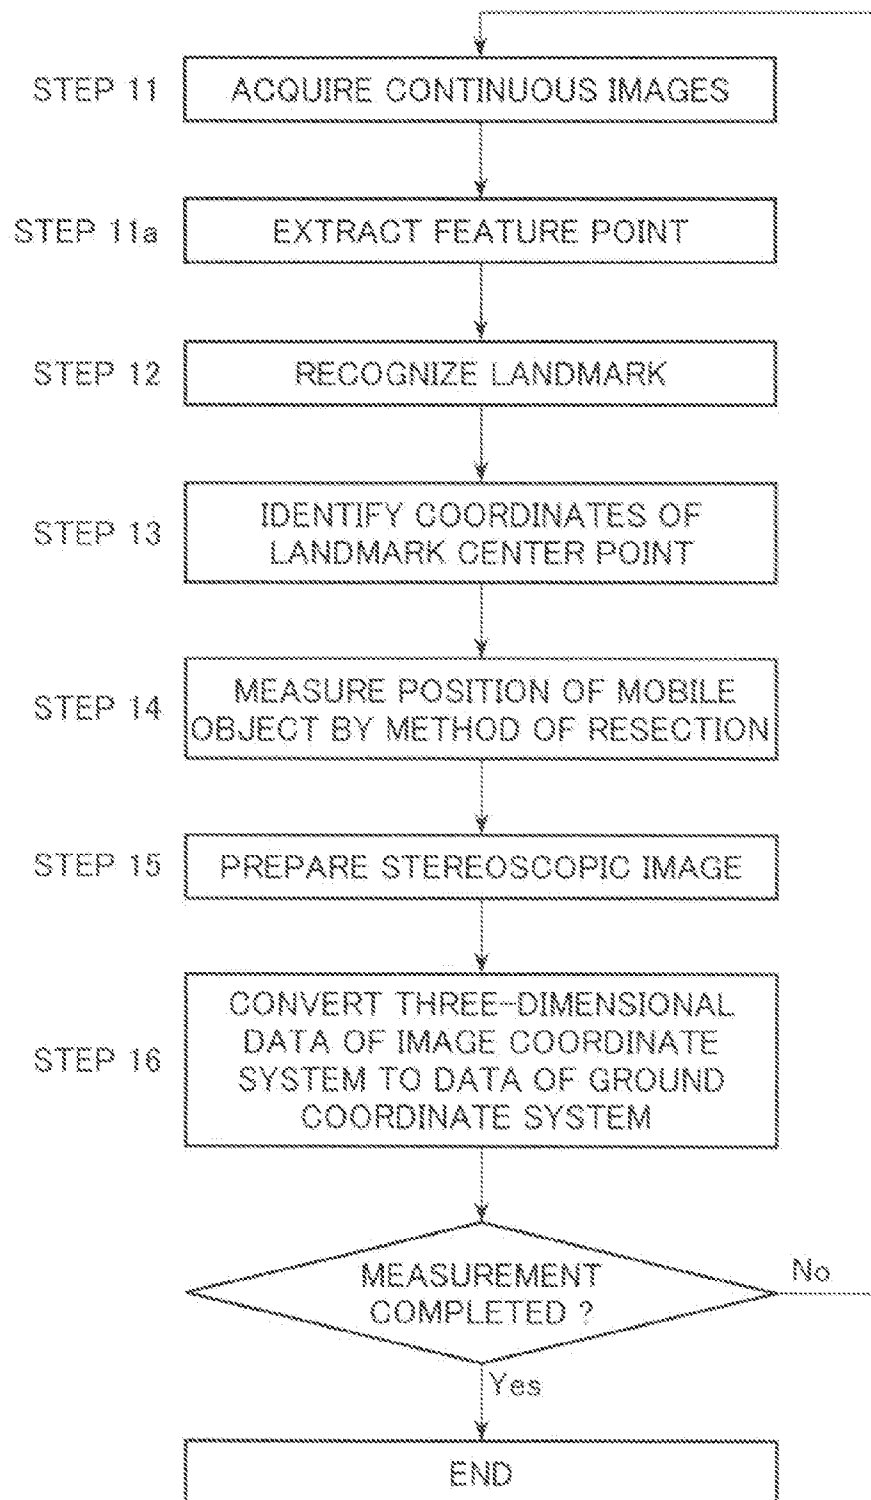 STEP 11 ACQUIRE CONTINUOUS IMAGES
STEP 11a EXTRACT FEATURE POINT
STEP 12 RECOGNIZE LANDMARK
STEP 13
IDENTIFY COORDINATES OF
LANDMARK CENTER POINT
STEP 14
MEASURE POSITION OF MOBILE
OBJECT BY METHOD OF RESECTION
STEP 15 PREPARE STEREOSCOPIC IMAGE
STEP 16
CONVERT THREE-DIMENSIONAL
DATA OF IMAGE COORDINATE
SYSTEM TO DATA OF GROUND
COORDINATE SYSTEM
MEASUREMENT
COMPLETED ?
No
Yes
END